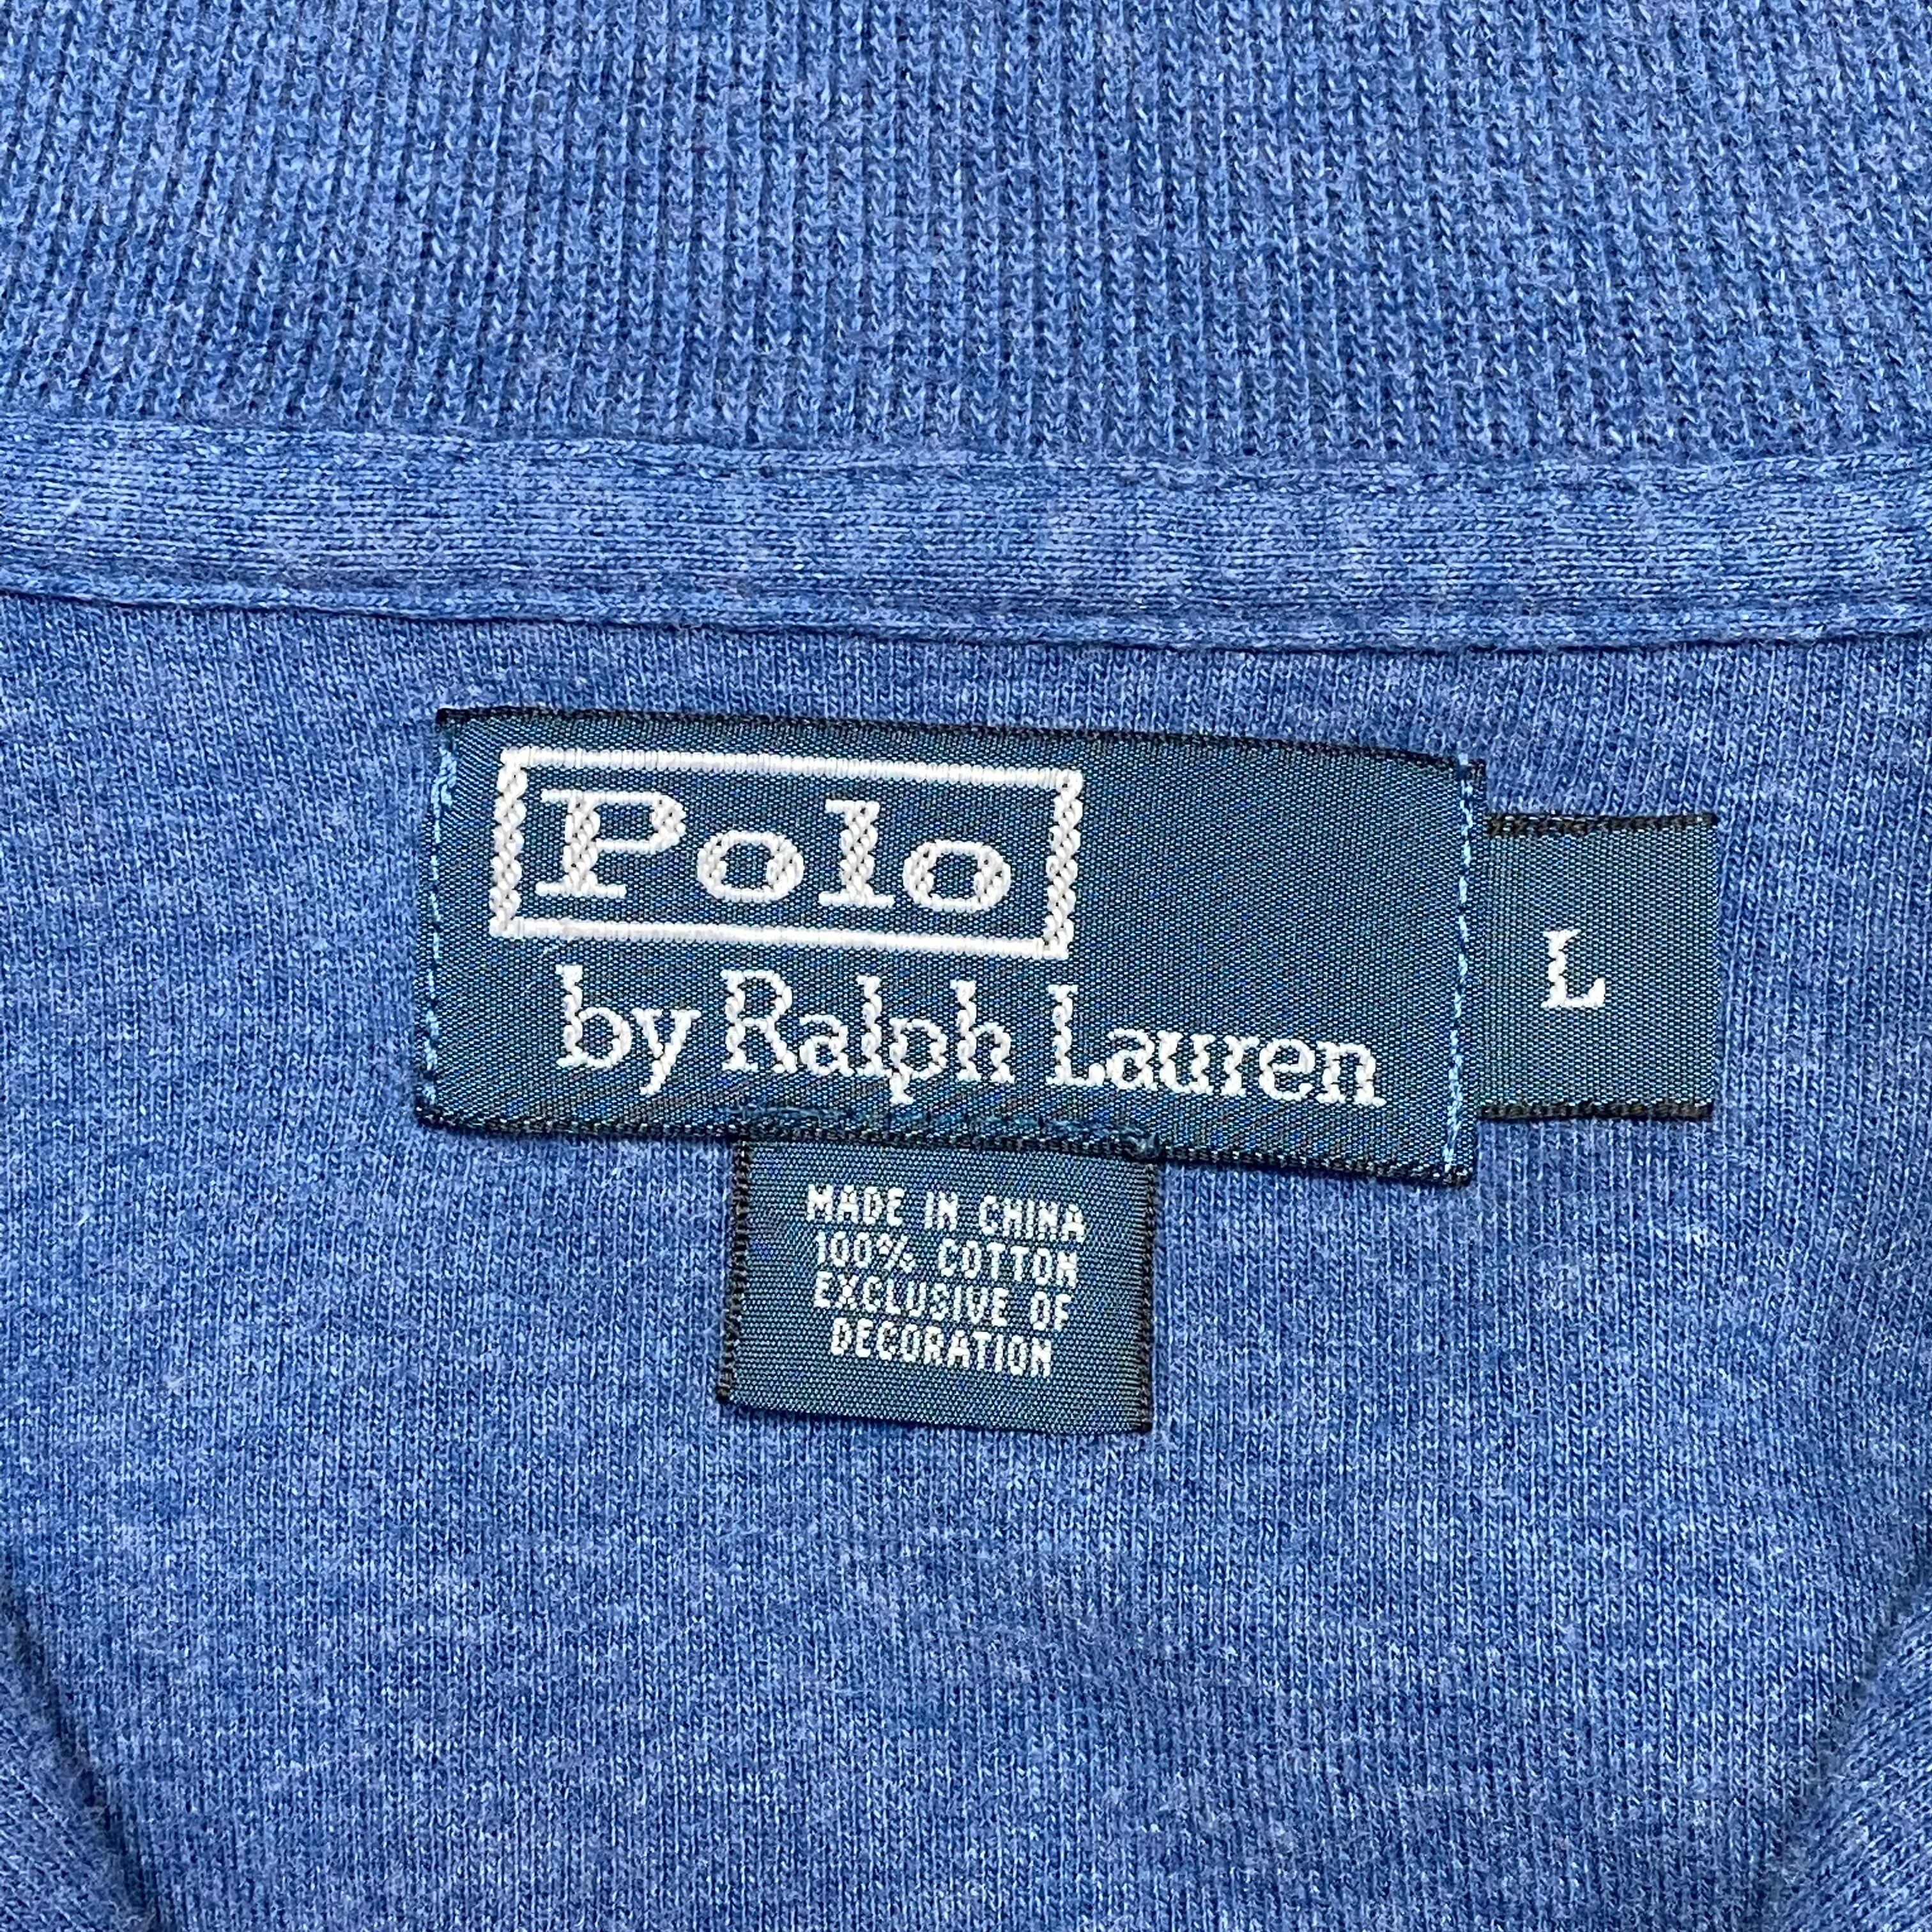 Polo
by Ralph Lauren
L
MADE IN CHINA
100% COTTON
EXCLUSIVE OF
DECORATION